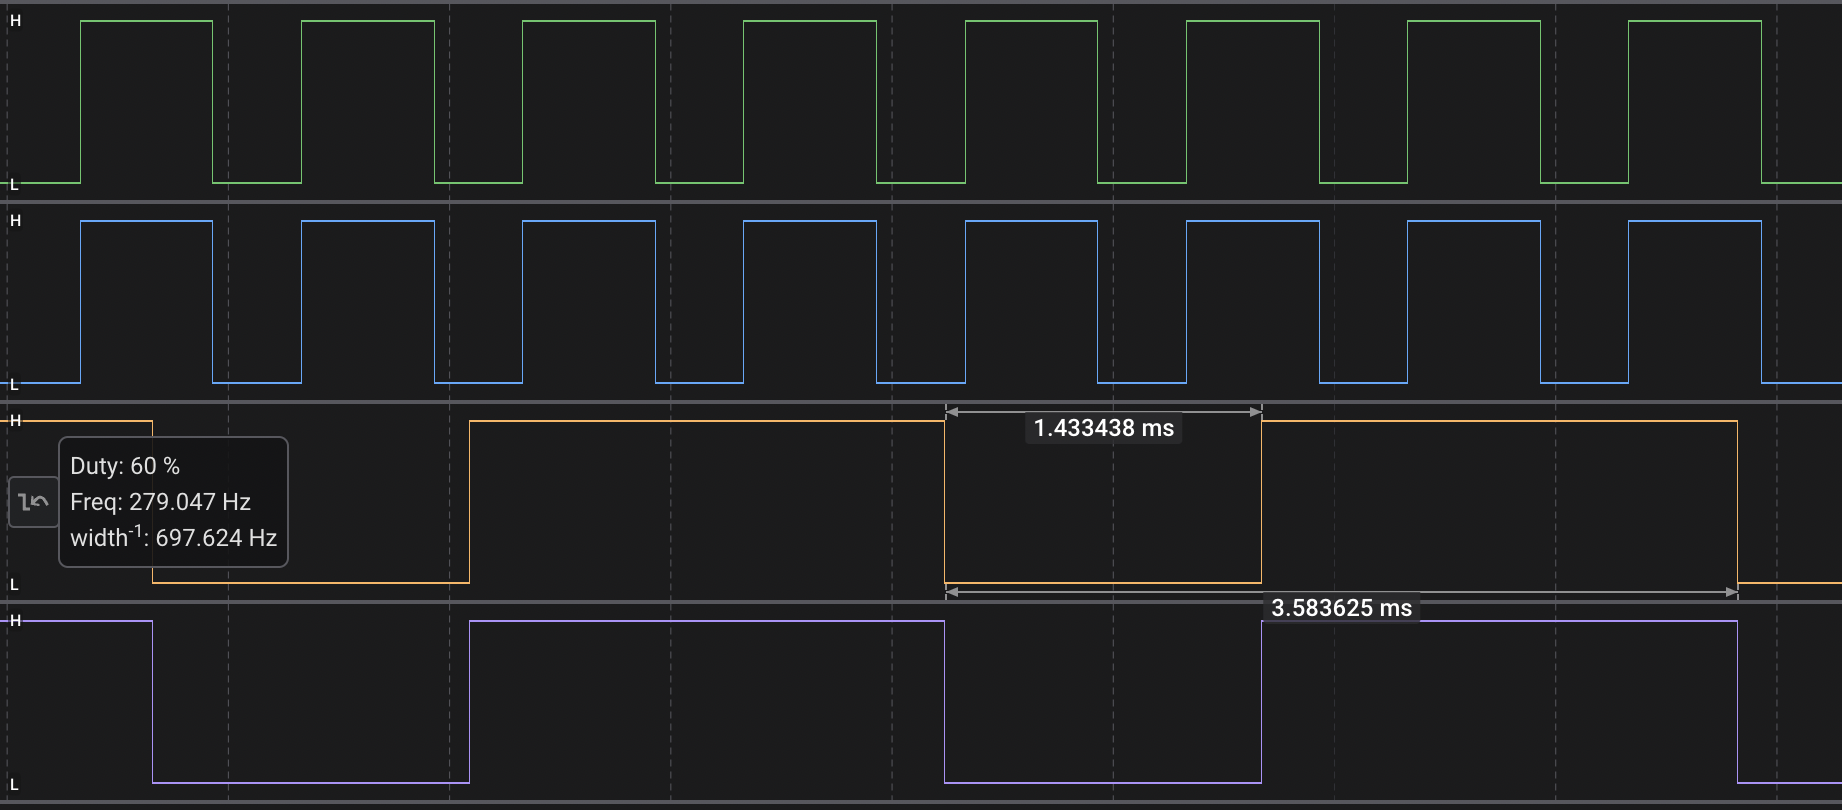 H
L
H
L
H
1.433438 ms
Duty: 60 %
Freq: 279.047 Hz
width-1: 697.624 Hz
L
3.583625 ms
H
L